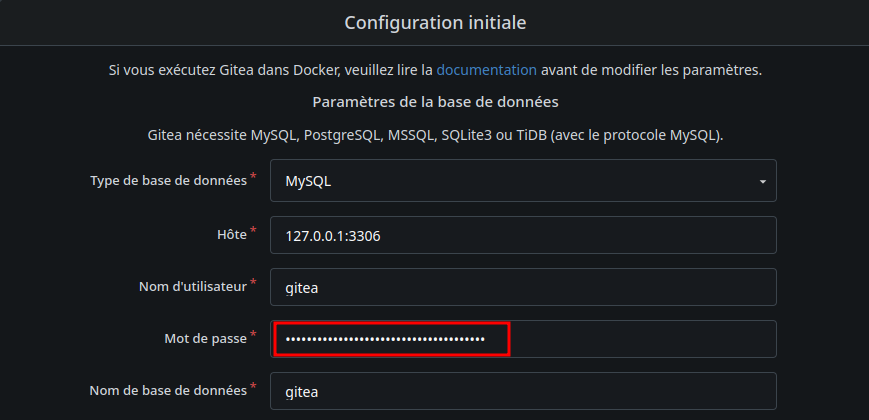 Configuration initiale
Si vous exécutez Gitea dans Docker, veuillez lire la documentation avant de modifier les paramètres.
Paramètres de la base de données
Gitea nécessite MySQL, PostgreSQL, MSSQL, SQLite3 ou TiDB (avec le protocole MySQL).
Type de base de données * MySQL
Hôte * 127.0.0.1:3306
Nom d'utilisateur * gitea
Mot de passe * ••••••••••••••••••••••••••••••••••••••
Nom de base de données * gitea